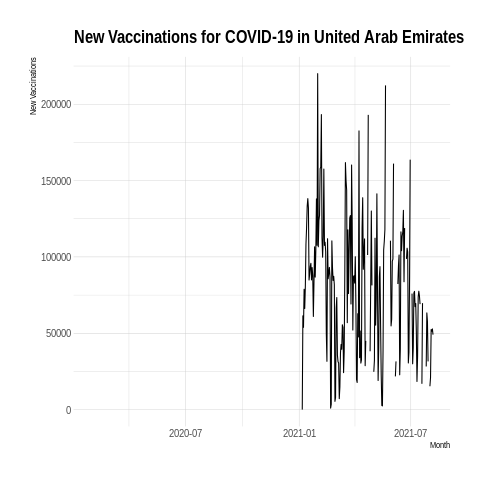 New Vaccinations for COVID-19 in United Arab Emirates
New Vaccinations
200000
150000
100000
50000
0
2020-07
2021-01
2021-07
Month